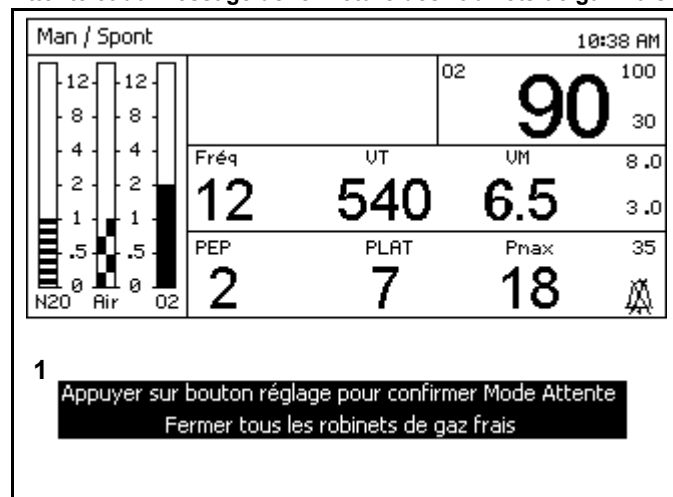 Man / Spont 10:38 AM
12 12
8 8
4 4
2 2
1 1
.5 .5
0 0
N2O Air O2
O2 90 100
30
Fréq VT VM 8.0
12 540 6.5 3.0
PEP PLAT Pmax 35
2 7 18
1
Appuyer sur bouton réglage pour confirmer Mode Attente
Fermer tous les robinets de gaz frais